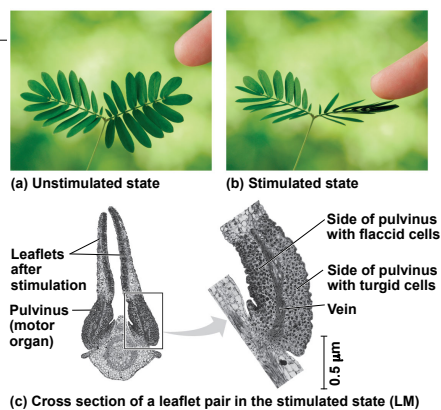 (a) Unstimulated state
(b) Stimulated state
Leaflets
after
stimulation
Pulvinus
(motor
organ)
Side of pulvinus
with flaccid cells
Side of pulvinus
with turgid cells
Vein
0.5 µm
(c) Cross section of a leaflet pair in the stimulated state (LM)